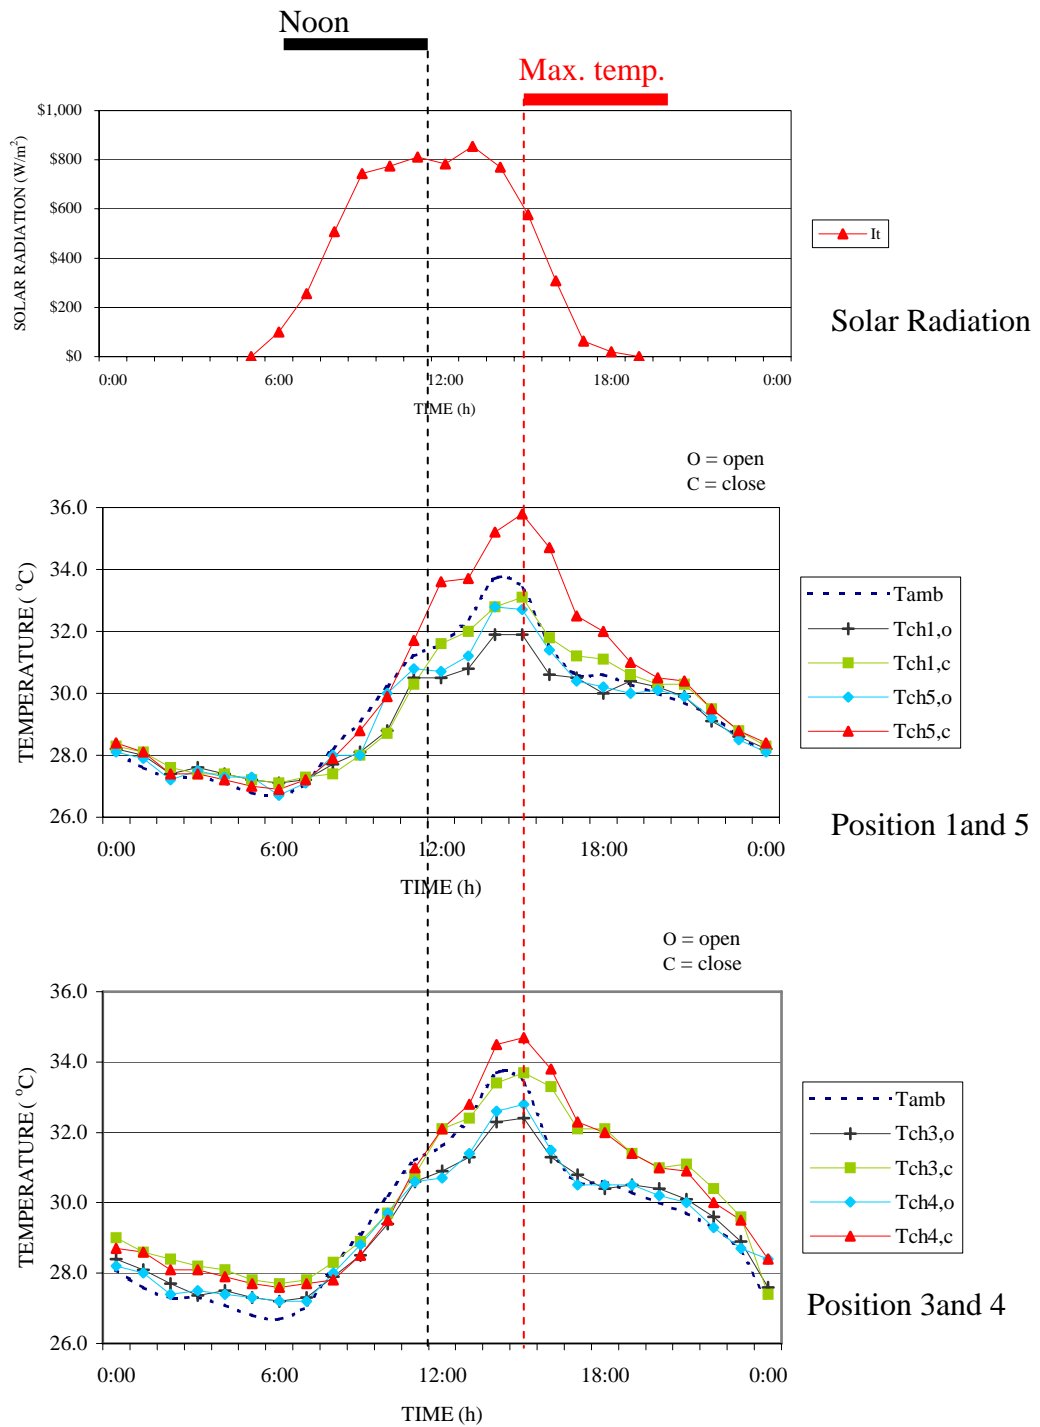 Noon
Max. temp.
$1,000
$800
$600
$400
$200
$0
SOLAR RADIATION (W/m²)
0:00 6:00 12:00 18:00 0:00
TIME (h)
It
Solar Radiation
O = open
C = close
36.0
34.0
32.0
30.0
28.0
26.0
TEMPERATURE ( °C)
0:00 6:00 12:00 18:00 0:00
TIME (h)
Tamb
Tch1,o
Tch1,c
Tch5,o
Tch5,c
Position 1and 5
O = open
C = close
36.0
34.0
32.0
30.0
28.0
26.0
TEMPERATURE ( °C)
0:00 6:00 12:00 18:00 0:00
TIME (h)
Tamb
Tch3,o
Tch3,c
Tch4,o
Tch4,c
Position 3and 4